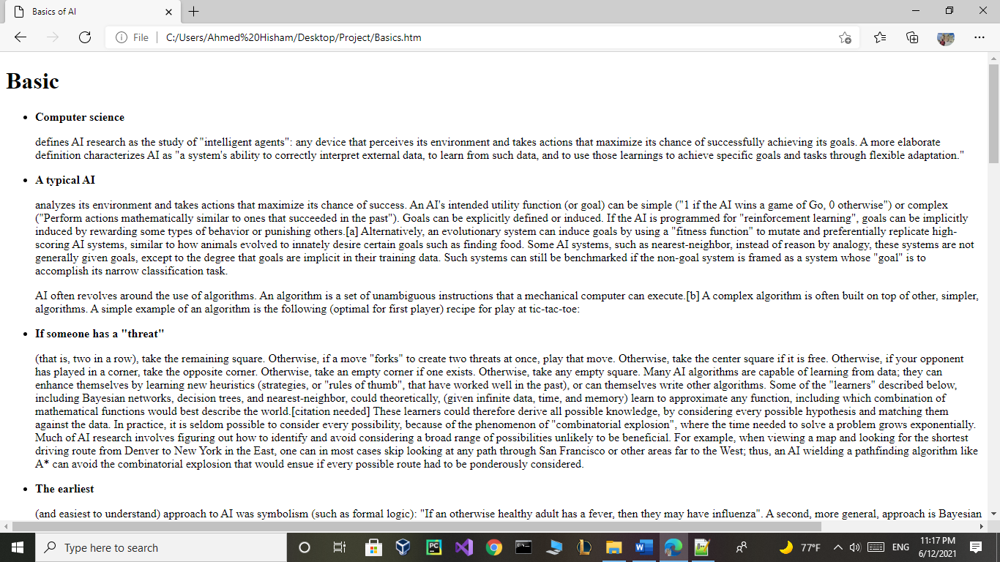 Basics of AI
File
C:/Users/Ahmed%20Hisham/Desktop/Project/Basics.htm
Basic
Computer science
defines AI research as the study of "intelligent agents": any device that perceives its environment and takes actions that maximize its chance of successfully achieving its goals. A more elaborate
definition characterizes AI as "a system's ability to correctly interpret external data, to learn from such data, and to use those learnings to achieve specific goals and tasks through flexible adaptation."
A typical AI
analyzes its environment and takes actions that maximize its chance of success. An AI's intended utility function (or goal) can be simple ("1 if the AI wins a game of Go, 0 otherwise") or complex
("Perform actions mathematically similar to ones that succeeded in the past"). Goals can be explicitly defined or induced. If the AI is programmed for "reinforcement learning", goals can be implicitly
induced by rewarding some types of behavior or punishing others.[a] Alternatively, an evolutionary system can induce goals by using a "fitness function" to mutate and preferentially replicate high-
scoring AI systems, similar to how animals evolved to innately desire certain goals such as finding food. Some AI systems, such as nearest-neighbor, instead of reason by analogy, these systems are not
generally given goals, except to the degree that goals are implicit in their training data. Such systems can still be benchmarked if the non-goal system is framed as a system whose "goal" is to
accomplish its narrow classification task.
AI often revolves around the use of algorithms. An algorithm is a set of unambiguous instructions that a mechanical computer can execute.[b] A complex algorithm is often built on top of other, simpler,
algorithms. A simple example of an algorithm is the following (optimal for first player) recipe for play at tic-tac-toe:
If someone has a "threat"
(that is, two in a row), take the remaining square. Otherwise, if a move "forks" to create two threats at once, play that move. Otherwise, take the center square if it is free. Otherwise, if your opponent
has played in a corner, take the opposite corner. Otherwise, take an empty corner if one exists. Otherwise, take any empty square. Many AI algorithms are capable of learning from data; they can
enhance themselves by learning new heuristics (strategies, or "rules of thumb", that have worked well in the past), or can themselves write other algorithms. Some of the "learners" described below,
including Bayesian networks, decision trees, and nearest-neighbor, could theoretically, (given infinite data, time, and memory) learn to approximate any function, including which combination of
mathematical functions would best describe the world.[citation needed] These learners could therefore derive all possible knowledge, by considering every possible hypothesis and matching them
against the data. In practice, it is seldom possible to consider every possibility, because of the phenomenon of "combinatorial explosion", where the time needed to solve a problem grows exponentially.
Much of AI research involves figuring out how to identify and avoid considering a broad range of possibilities unlikely to be beneficial. For example, when viewing a map and looking for the shortest
driving route from Denver to New York in the East, one can in most cases skip looking at any path through San Francisco or other areas far to the West; thus, an AI wielding a pathfinding algorithm like
A* can avoid the combinatorial explosion that would ensue if every possible route had to be ponderously considered.
The earliest
(and easiest to understand) approach to AI was symbolism (such as formal logic): "If an otherwise healthy adult has a fever, then they may have influenza". A second, more general, approach is Bayesian
Type here to search
77°F
ENG
11:17 PM
6/12/2021